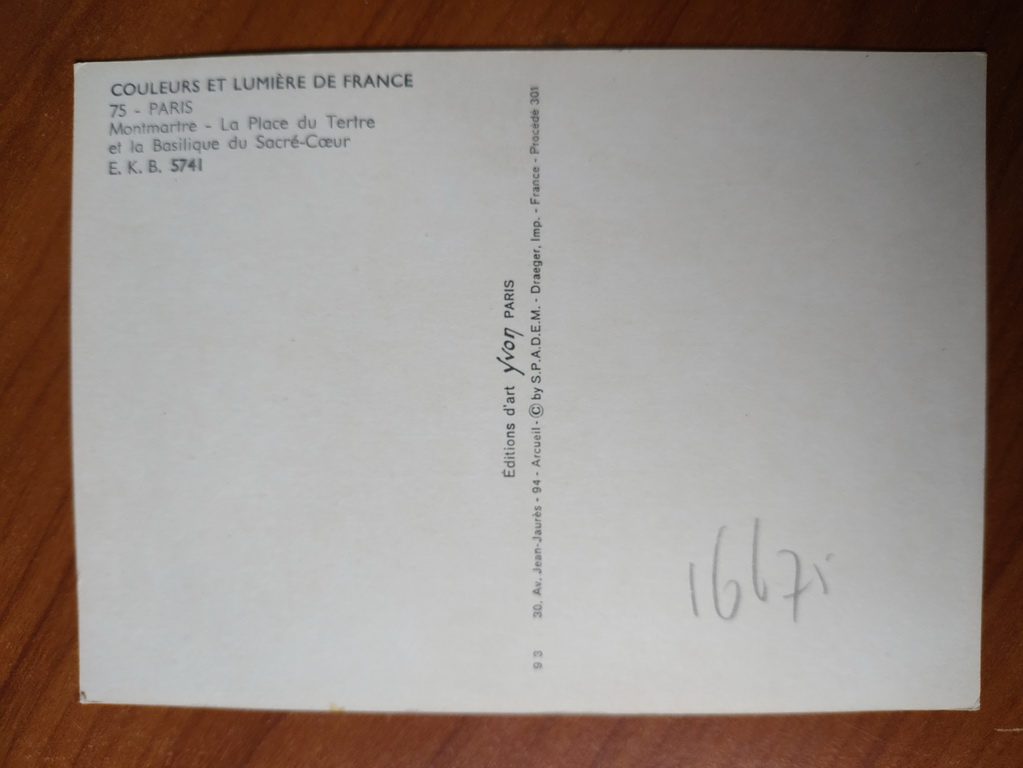 COULEURS ET LUMIÈRE DE FRANCE
75 - PARIS
Montmartre - La Place du Tertre
et la Basilique du Sacré-Cœur
E. K. B. 5741
Éditions d'art yvon PARIS
93 30, Av. Jean-Jaurès - 94 - Arcueil - © by S.P.A.D.E.M. - Draeger, Imp. - France - Procédé 301